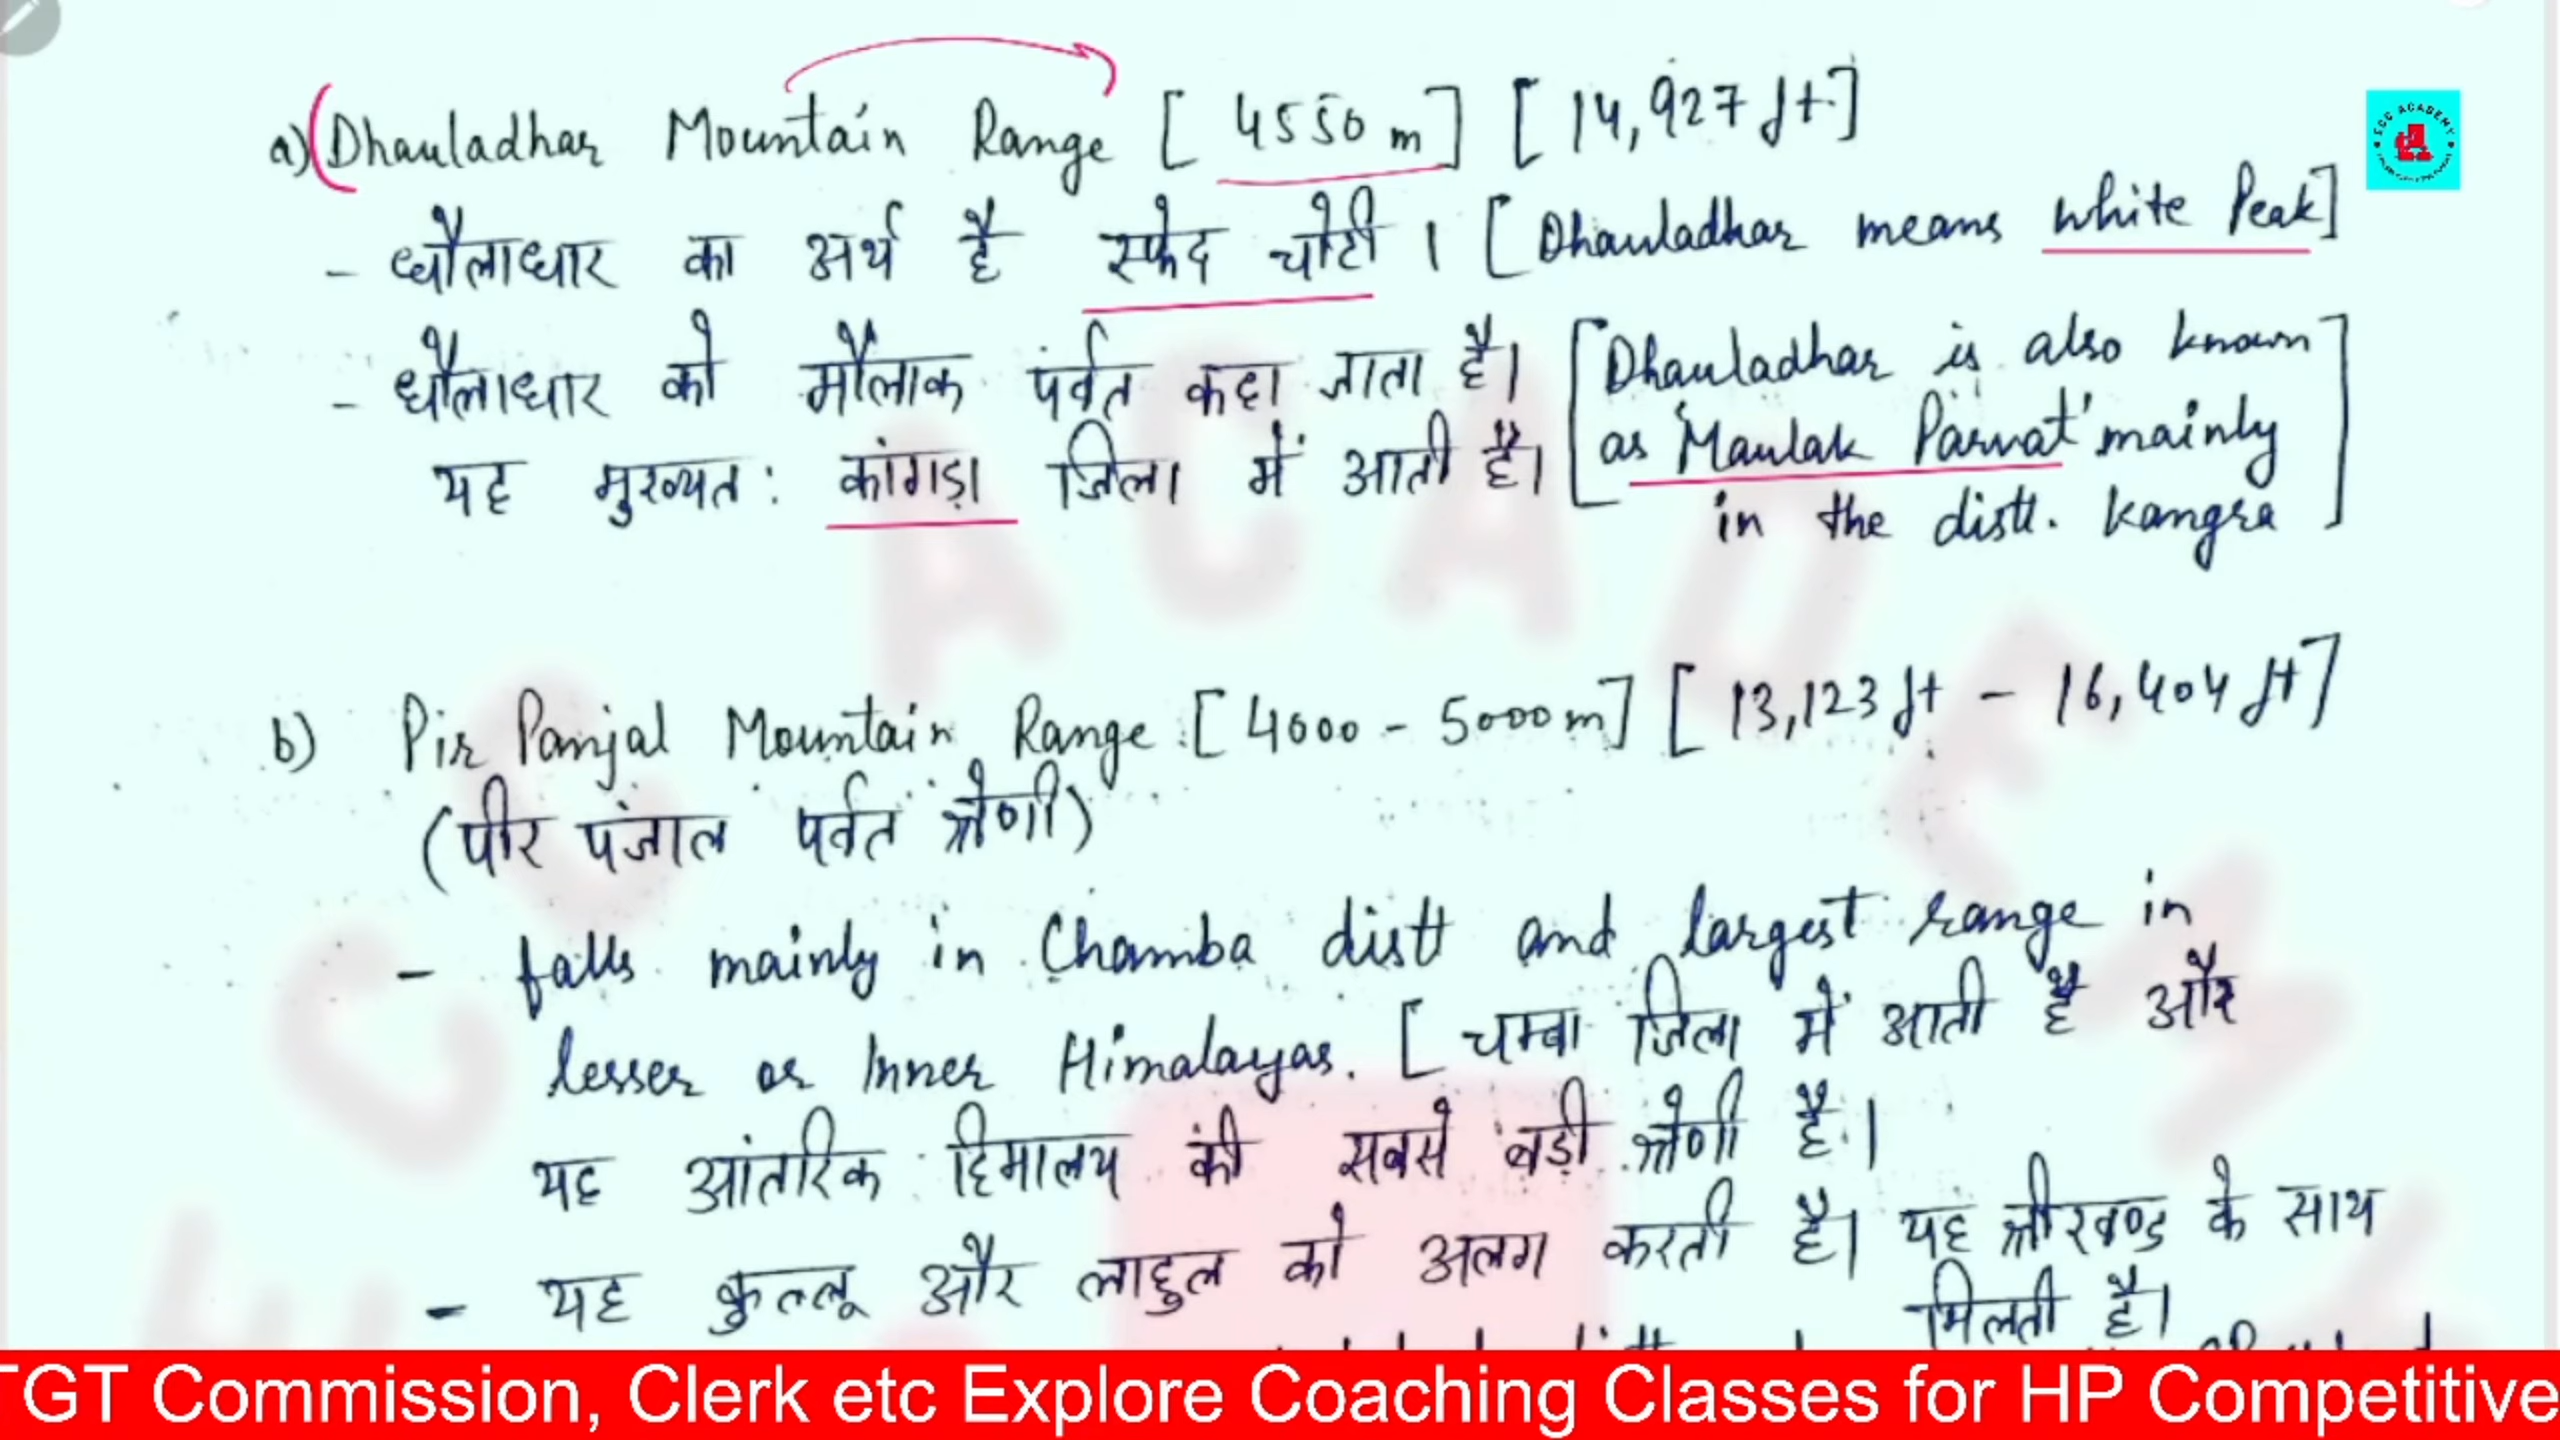 a) Dhauladhar Mountain Range [4550 m] [14,927 ft.]
- धौलाधार का अर्थ है सफेद चोटी। [Dhauladhar means white Peak]
- धौलाधार को मौलाक पर्वत कहा जाता है। [Dhauladhar is also known
यह मुख्यत: कांगड़ा जिला में आती है। as 'Maulak Parvat' mainly
in the distt. Kangra]
b) Pir Panjal Mountain Range [4000 - 5000m] [13,123 ft - 16,404 ft]
(पीर पंजाल पर्वत श्रेणी)
- falls mainly in Chamba distt and largest range in
lesser or Inner Himalayas. [चम्बा जिला में आती है और
यह आंतरिक हिमालय की सबसे बड़ी श्रेणी है।
- यह कुल्लू और लाहुल को अलग करती है। यह श्रीखण्ड के साथ
मिलती है।
TGT Commission, Clerk etc Explore Coaching Classes for HP Competitive